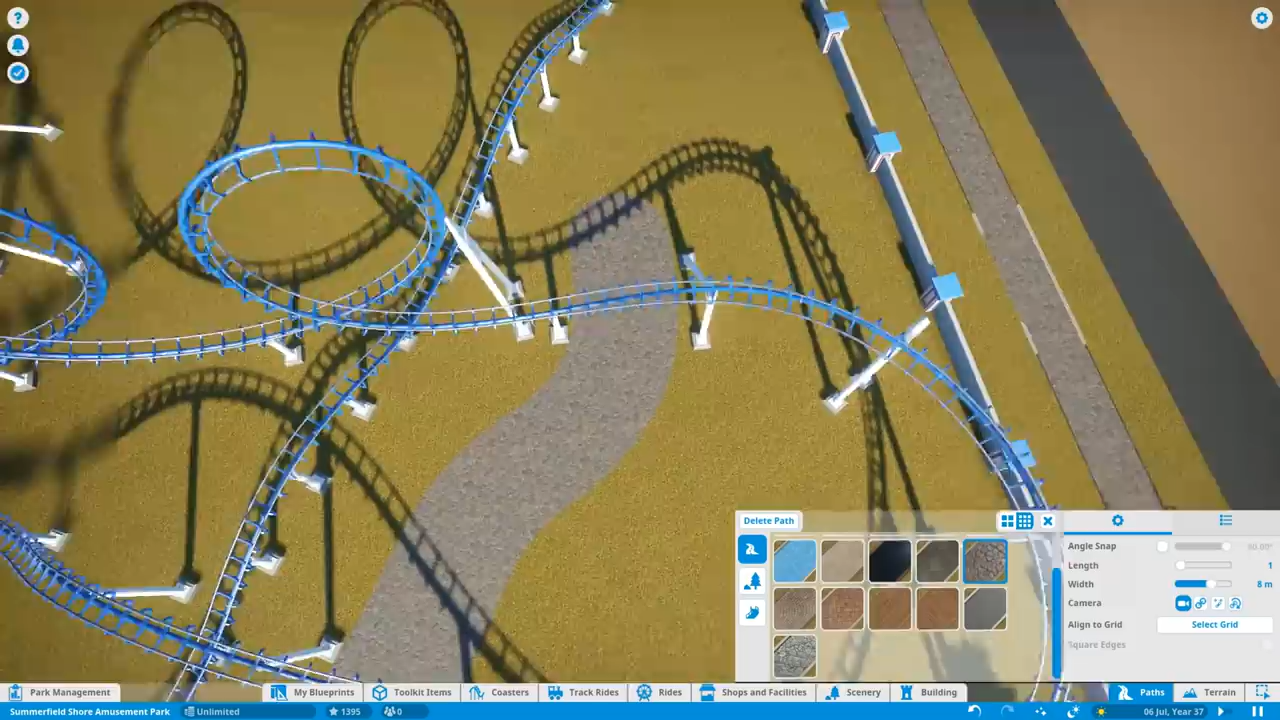 ?
Delete Path
Angle Snap 90.00°
Length 1
Width 8 m
Camera
Align to Grid Select Grid
Square Edges
Park Management My Blueprints Toolkit Items Coasters Track Rides Rides Shops and Facilities Scenery Building Paths Terrain
Summerfield Shore Amusement Park Unlimited 1395 0 06 Jul, Year 37